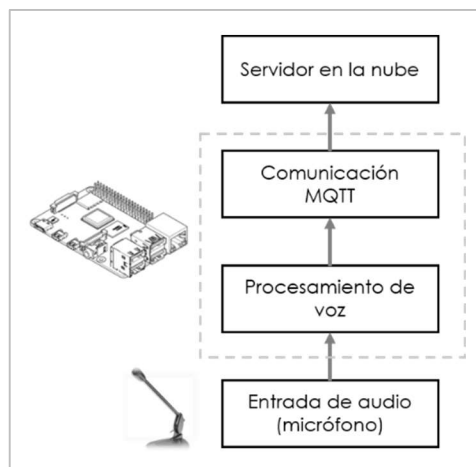 Servidor en la nube
Comunicación
MQTT
Procesamiento de
voz
Entrada de audio
(micrófono)